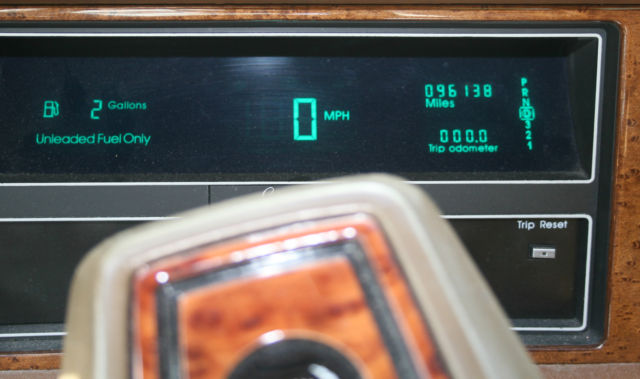 2 Gallons
Unleaded Fuel Only
0 MPH
096138
Miles
000.0
Trip odometer
P
R
N
D
3
2
1
Trip Reset